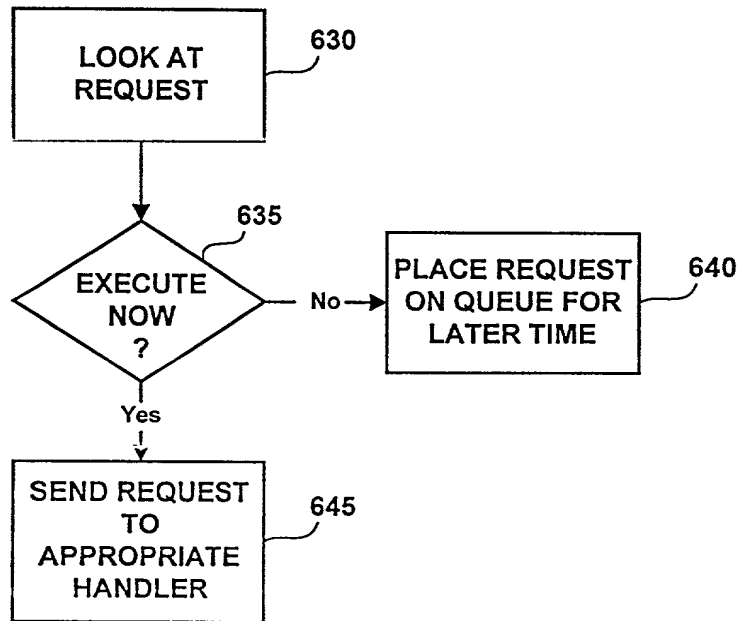 LOOK AT
REQUEST
630
EXECUTE
NOW
?
635
No
PLACE REQUEST
ON QUEUE FOR
LATER TIME
640
Yes
SEND REQUEST
TO
APPROPRIATE
HANDLER
645